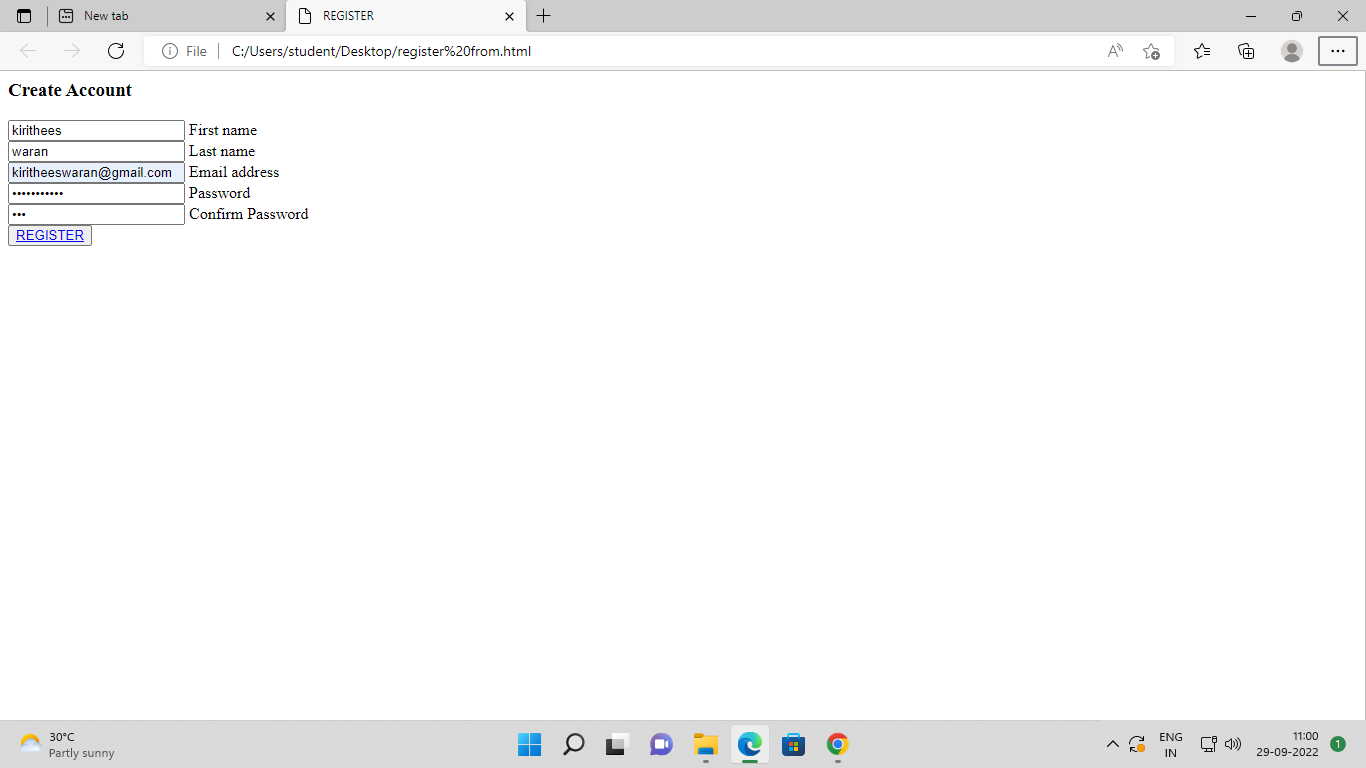 New tab
REGISTER
File
C:/Users/student/Desktop/register%20from.html
Create Account
kirithees First name
waran Last name
kiritheeswaran@gmail.com Email address
••••••••••• Password
••• Confirm Password
REGISTER
30°C
Partly sunny
ENG
IN
11:00
29-09-2022
1